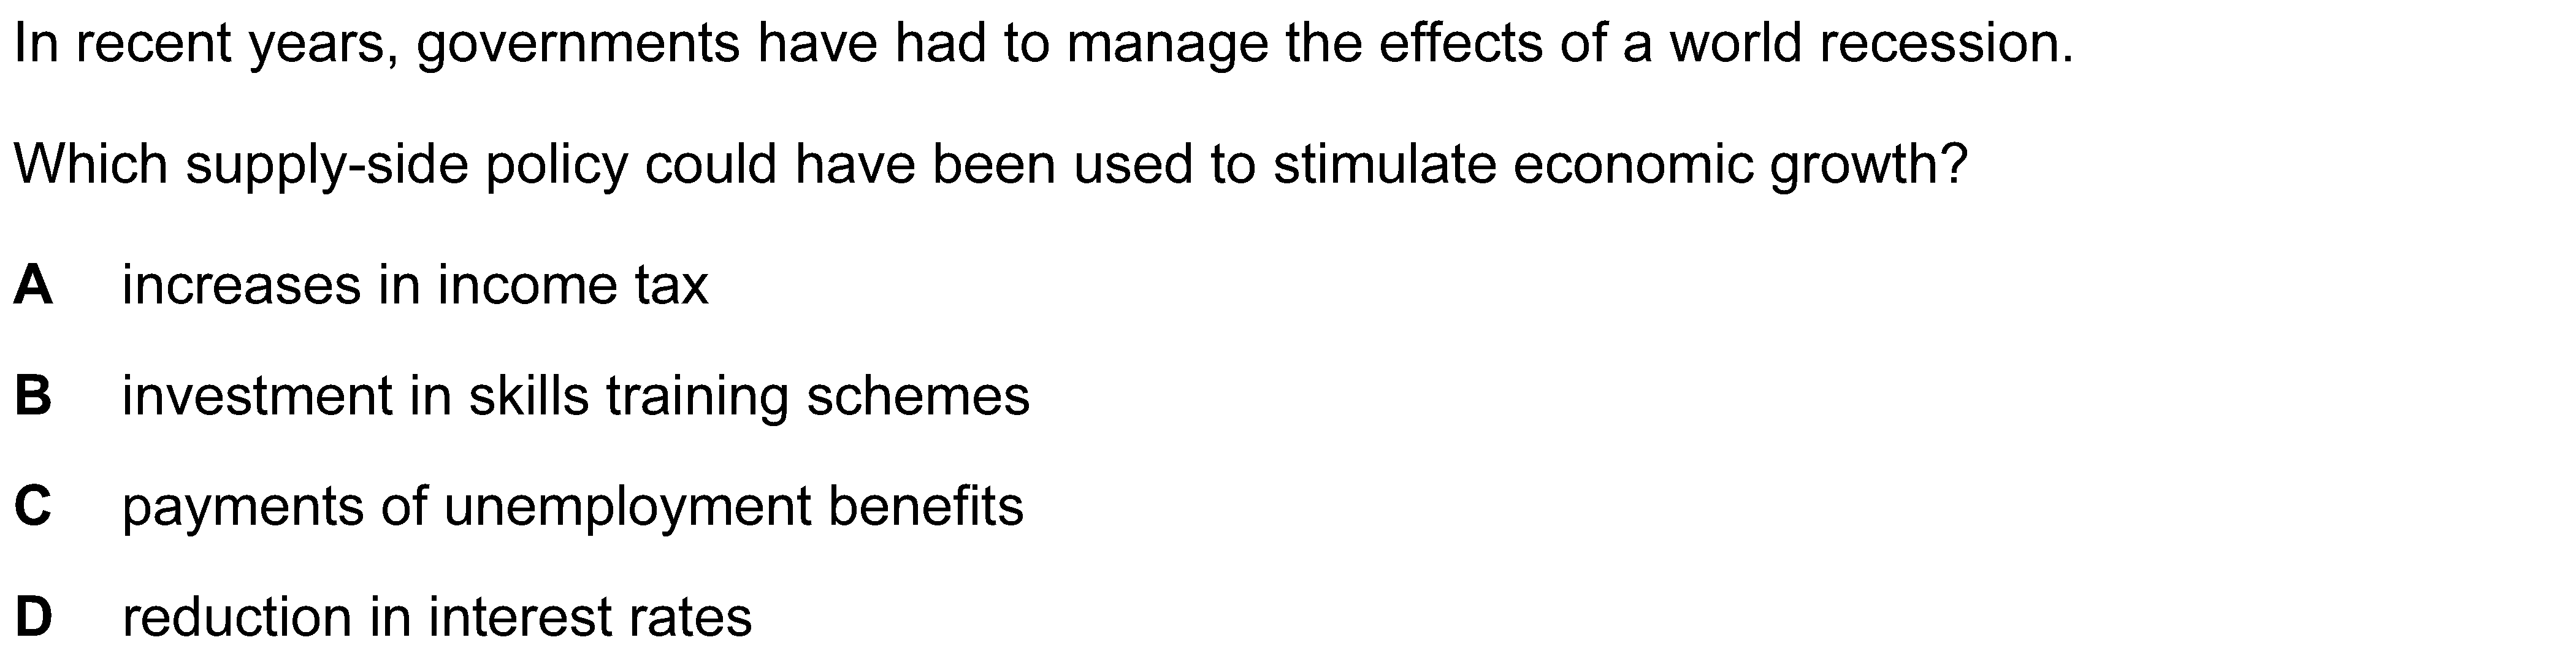 In recent years, governments have had to manage the effects of a world recession.
Which supply-side policy could have been used to stimulate economic growth?
A increases in income tax
B investment in skills training schemes
C payments of unemployment benefits
D reduction in interest rates